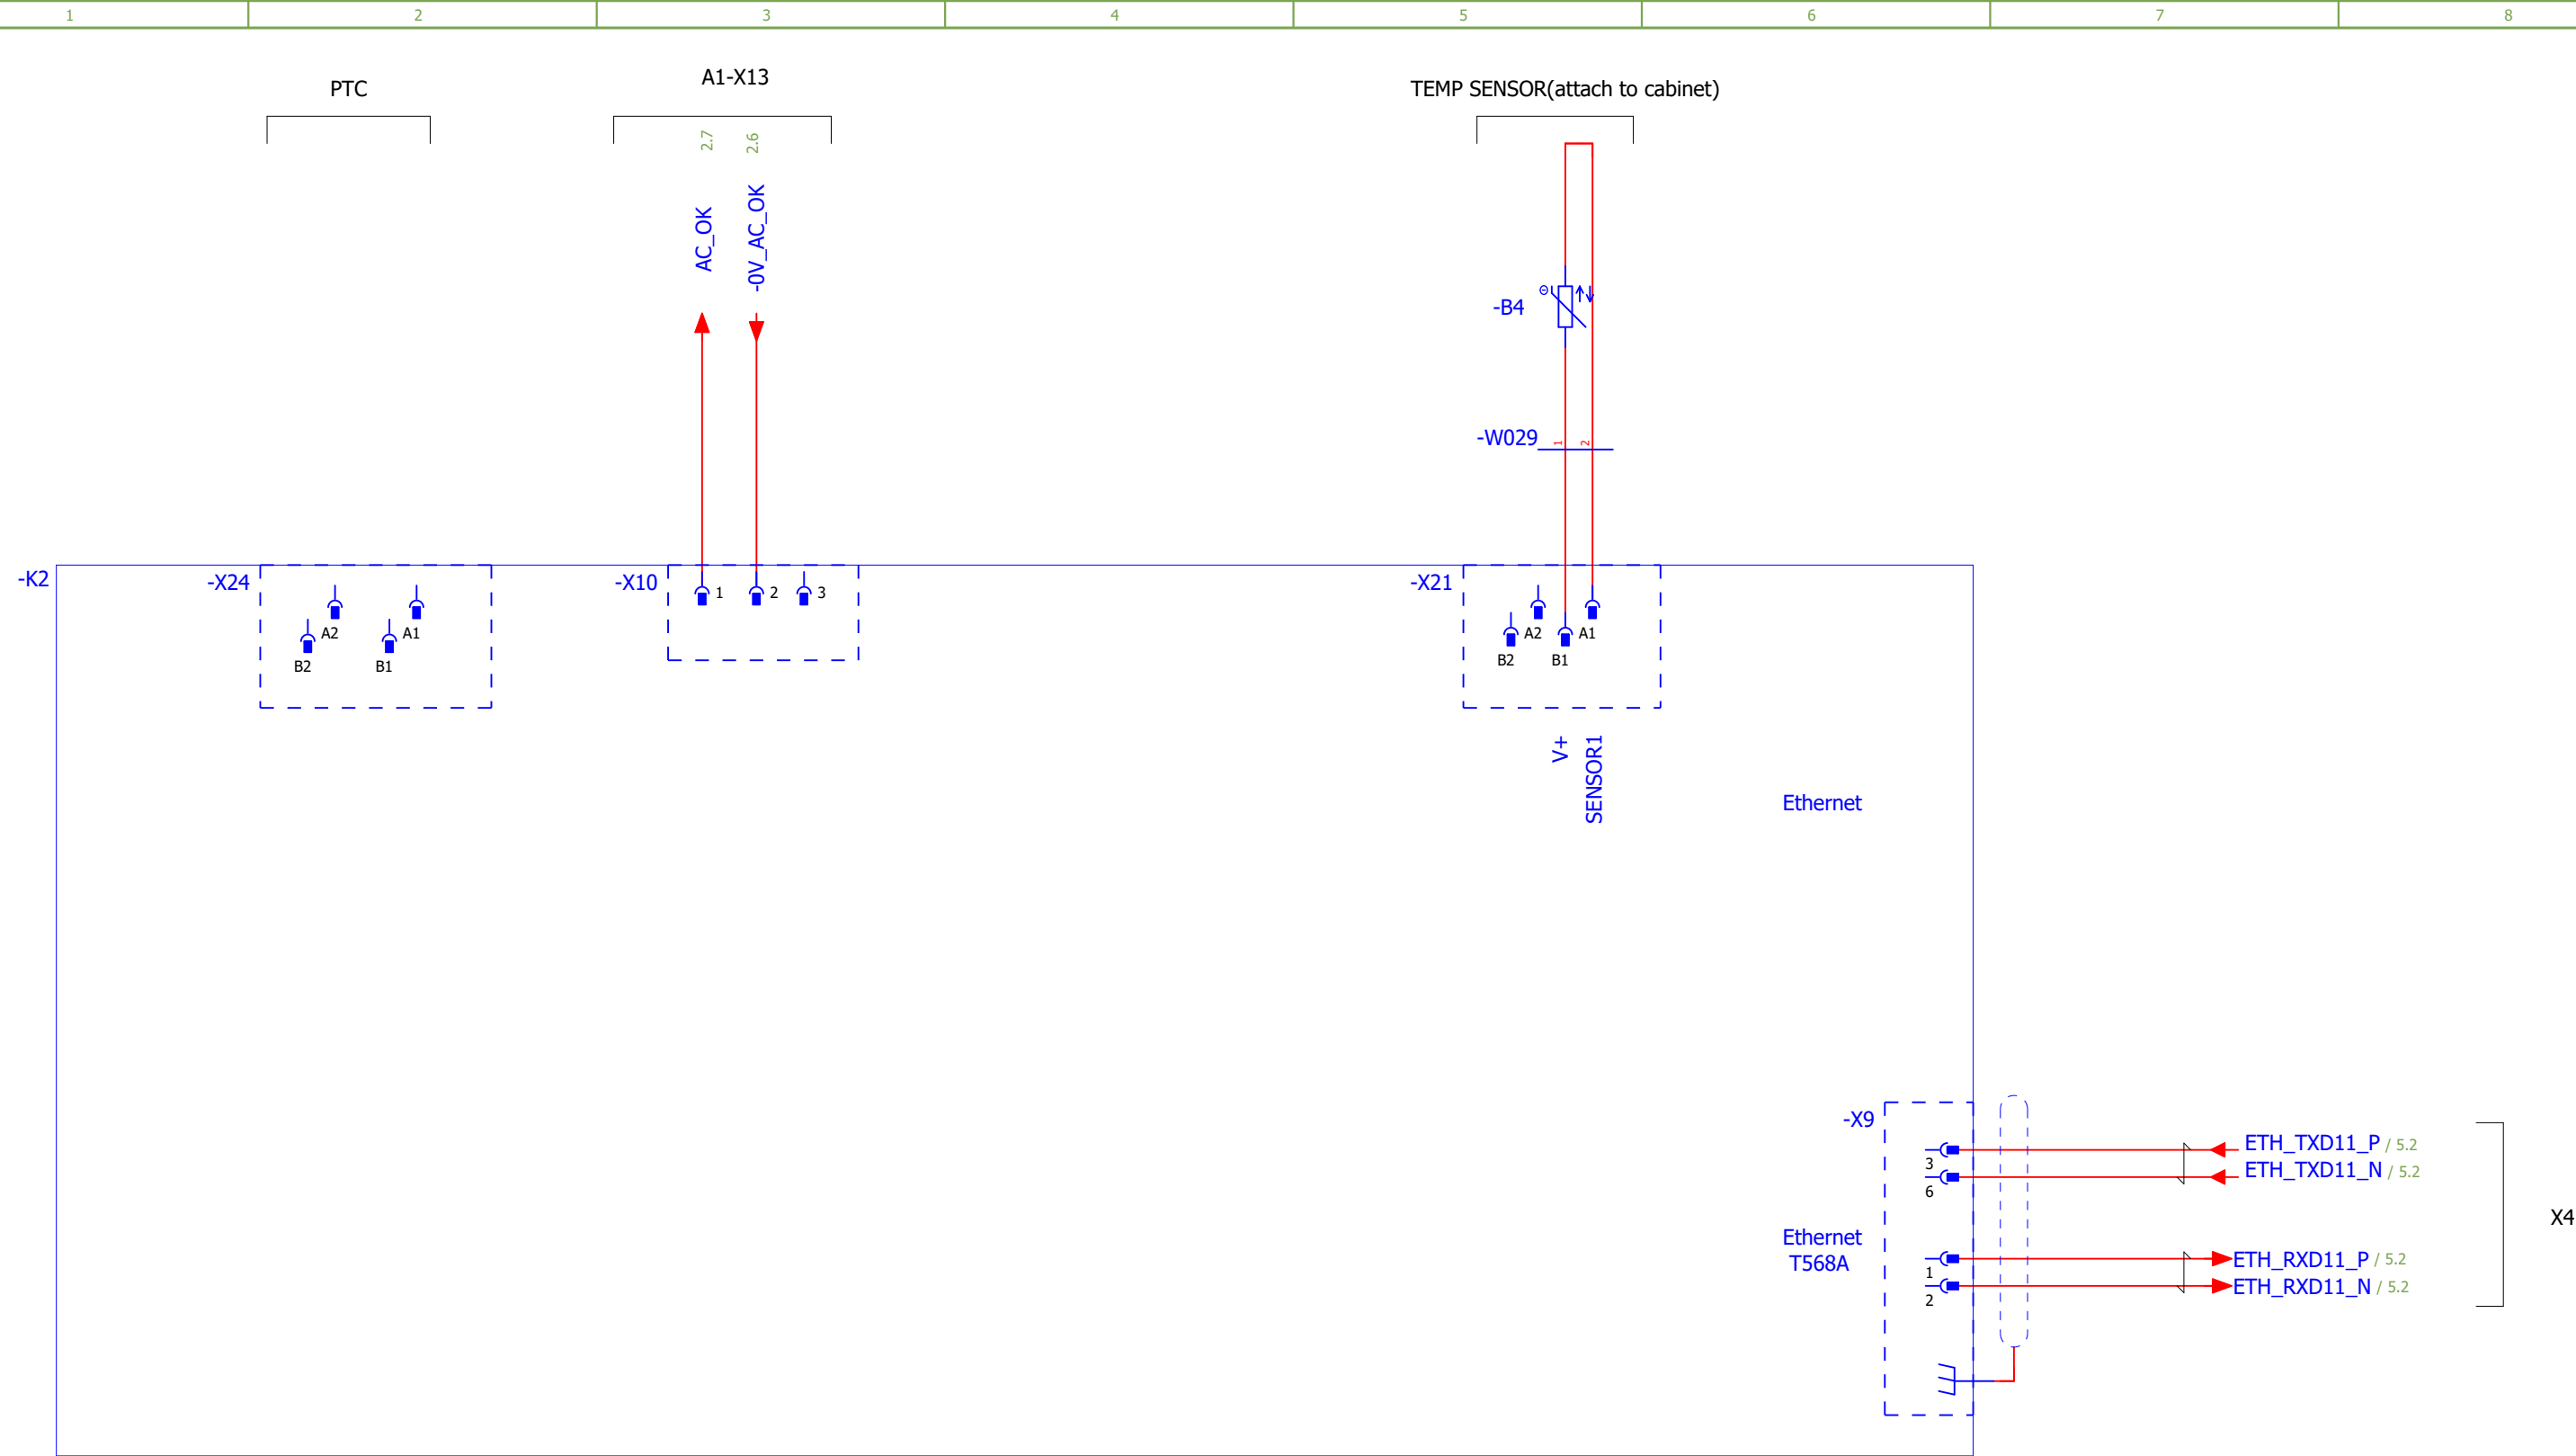 1 2 3 4 5 6 7 8
PTC
A1-X13
TEMP SENSOR(attach to cabinet)
2.7
2.6
AC_OK
-0V_AC_OK
-B4
Θ
-W029
1
2
-K2
-X24
A2
A1
B2
B1
-X10
1
2
3
-X21
A2
A1
B2
B1
V+
SENSOR1
Ethernet
-X9
3
6
1
2
Ethernet
T568A
ETH_TXD11_P / 5.2
ETH_TXD11_N / 5.2
ETH_RXD11_P / 5.2
ETH_RXD11_N / 5.2
X4